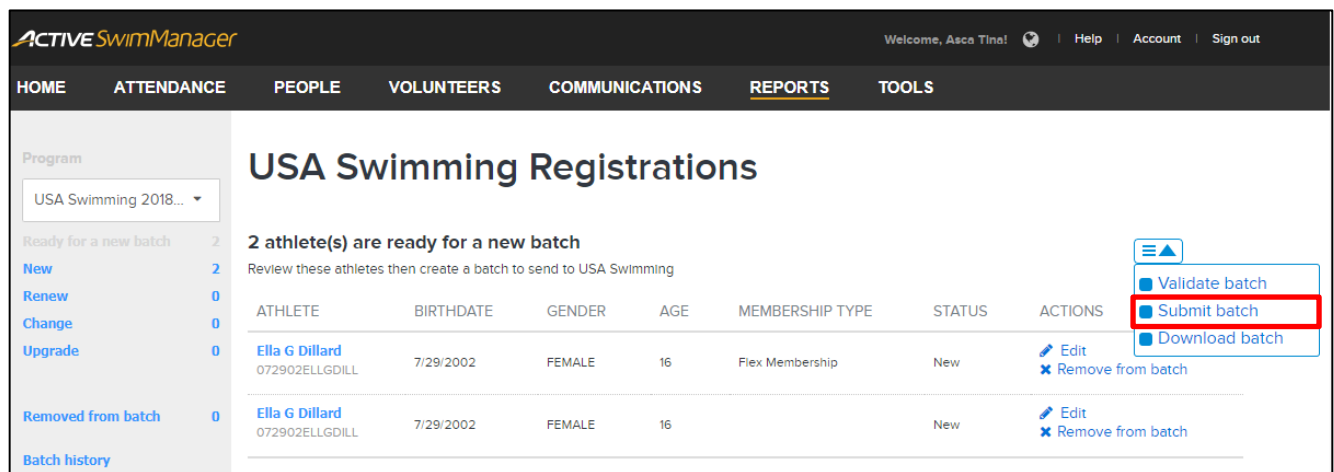 ACTIVE SwimManager
Welcome, Asca Tina! | Help | Account | Sign out
HOME ATTENDANCE PEOPLE VOLUNTEERS COMMUNICATIONS REPORTS TOOLS
Program
USA Swimming 2018...
Ready for a new batch 2
New 2
Renew 0
Change 0
Upgrade 0
Removed from batch 0
Batch history
USA Swimming Registrations
2 athlete(s) are ready for a new batch
Review these athletes then create a batch to send to USA Swimming
Validate batch
Submit batch
Download batch
ATHLETE BIRTHDATE GENDER AGE MEMBERSHIP TYPE STATUS ACTIONS
Ella G Dillard 7/29/2002 FEMALE 16 Flex Membership New Edit
072902ELLGDILL Remove from batch
Ella G Dillard 7/29/2002 FEMALE 16 New Edit
072902ELLGDILL Remove from batch